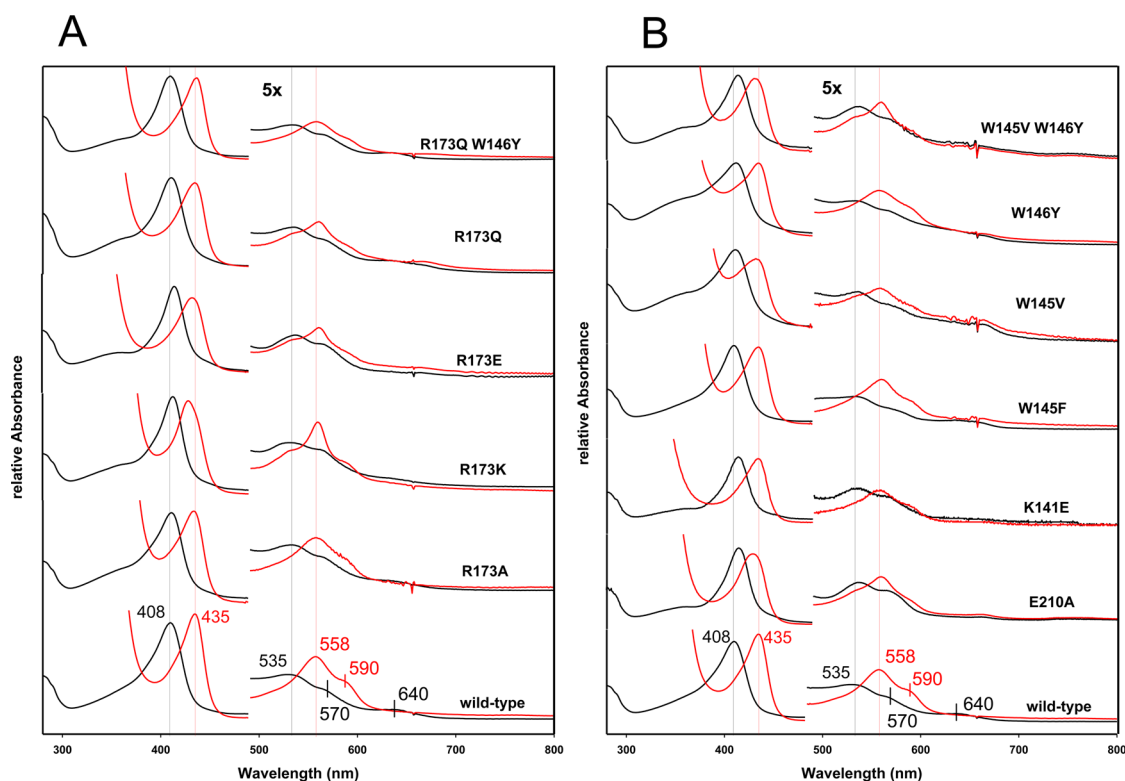 A
B
5x
R173Q W146Y
R173Q
R173E
R173K
R173A
408
435
558
535
590
640
570
wild-type
relative Absorbance
300
400
500
600
700
800
Wavelength (nm)
5x
W145V W146Y
W146Y
W145V
W145F
K141E
E210A
408
435
558
535
590
640
570
wild-type
relative Absorbance
300
400
500
600
700
800
Wavelength (nm)